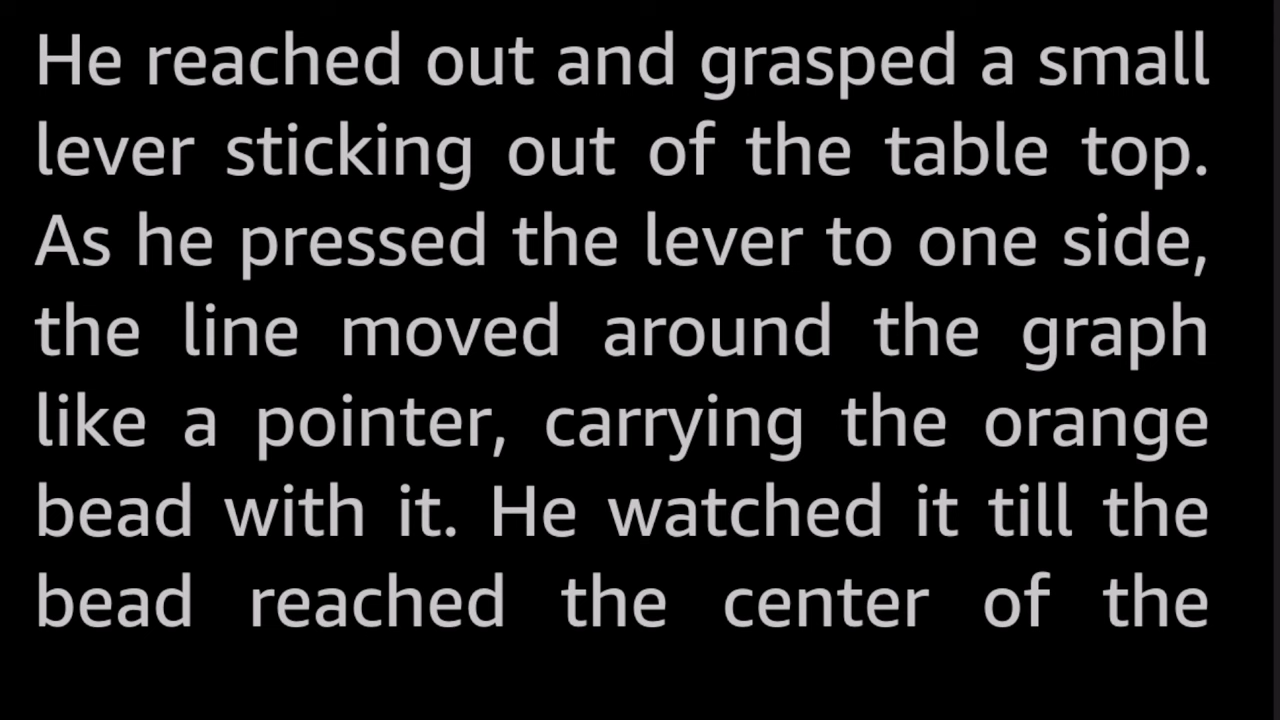 He reached out and grasped a small
lever sticking out of the table top.
As he pressed the lever to one side,
the line moved around the graph
like a pointer, carrying the orange
bead with it. He watched it till the
bead reached the center of the